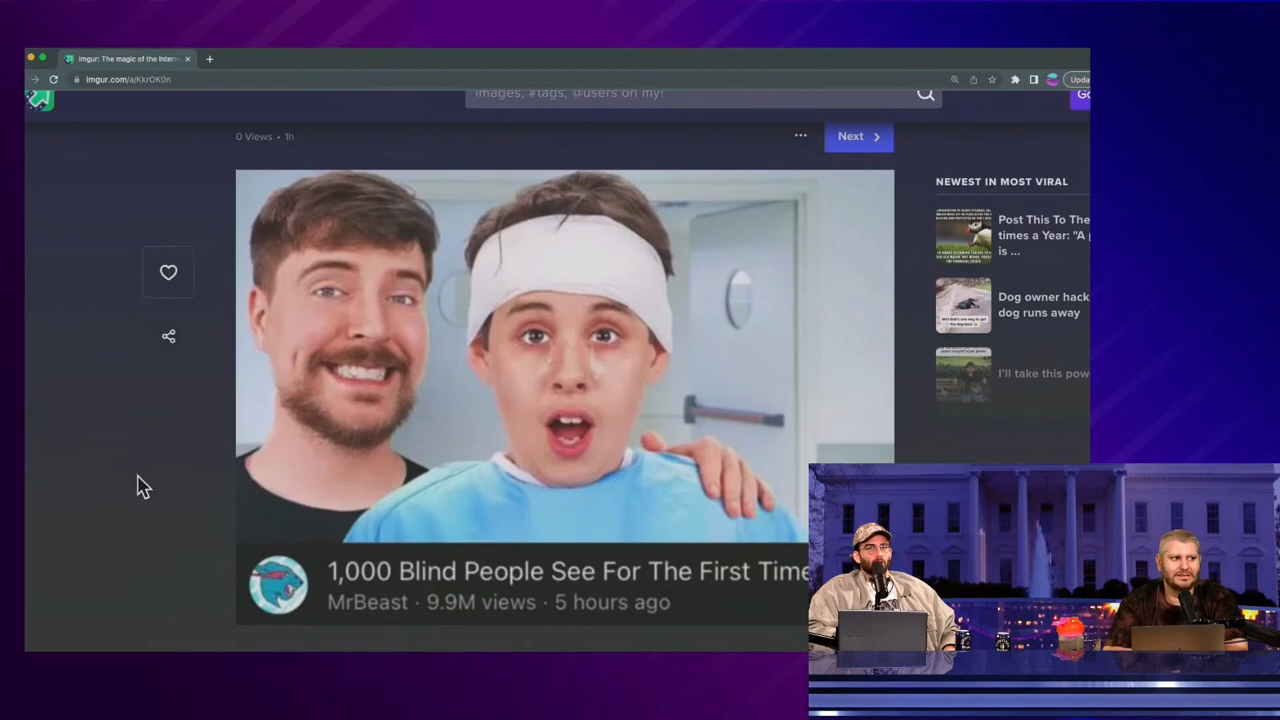 Imgur: The magic of the Intern
imgur.com/a/KkrOK0n
Upda
images, #tags, @users oh my!
Go
0 Views • 1h
Next
NEWEST IN MOST VIRAL
Post This To The
times a Year: "A p
is ...
Dog owner hack
dog runs away
I'll take this pow
1,000 Blind People See For The First Time
MrBeast · 9.9M views · 5 hours ago